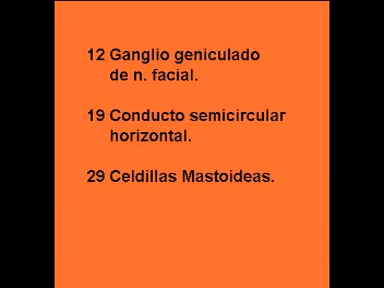 12 Ganglio geniculado
de n. facial.
19 Conducto semicircular
horizontal.
29 Celdillas Mastoideas.